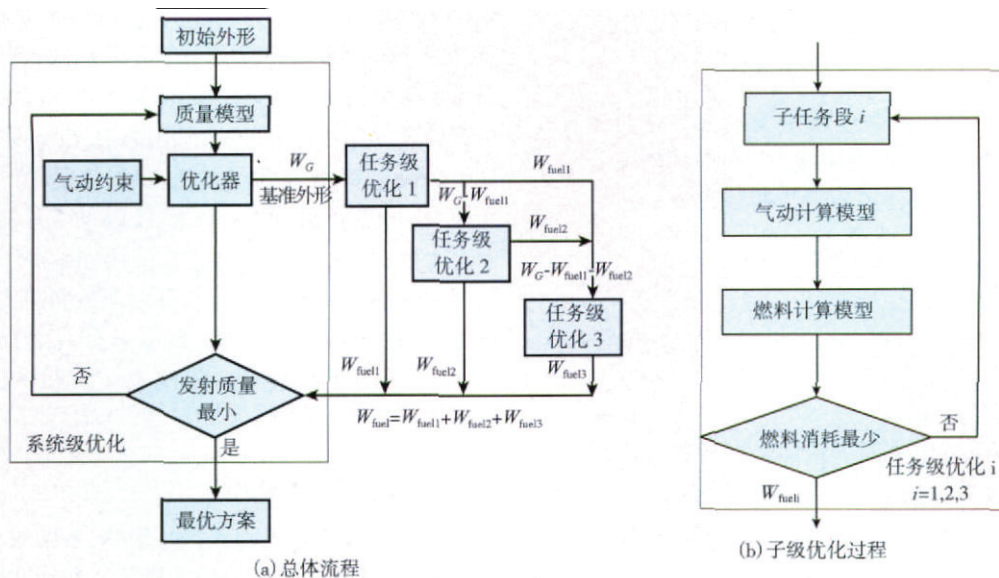 初始外形
质量模型
气动约束
优化器
W_G
基准外形
任务级
优化1
W_fuel1
W_G-W_fuel1
任务级
优化2
W_fuel2
W_G-W_fuel1-W_fuel2
任务级
优化3
W_fuel1
W_fuel2
W_fuel3
否
发射质量
最小
W_fuel=W_fuel1+W_fuel2+W_fuel3
系统级优化
是
最优方案
(a)总体流程
子任务段 i
气动计算模型
燃料计算模型
燃料消耗最少
否
任务级优化 i
i=1,2,3
W_fueli
(b)子级优化过程